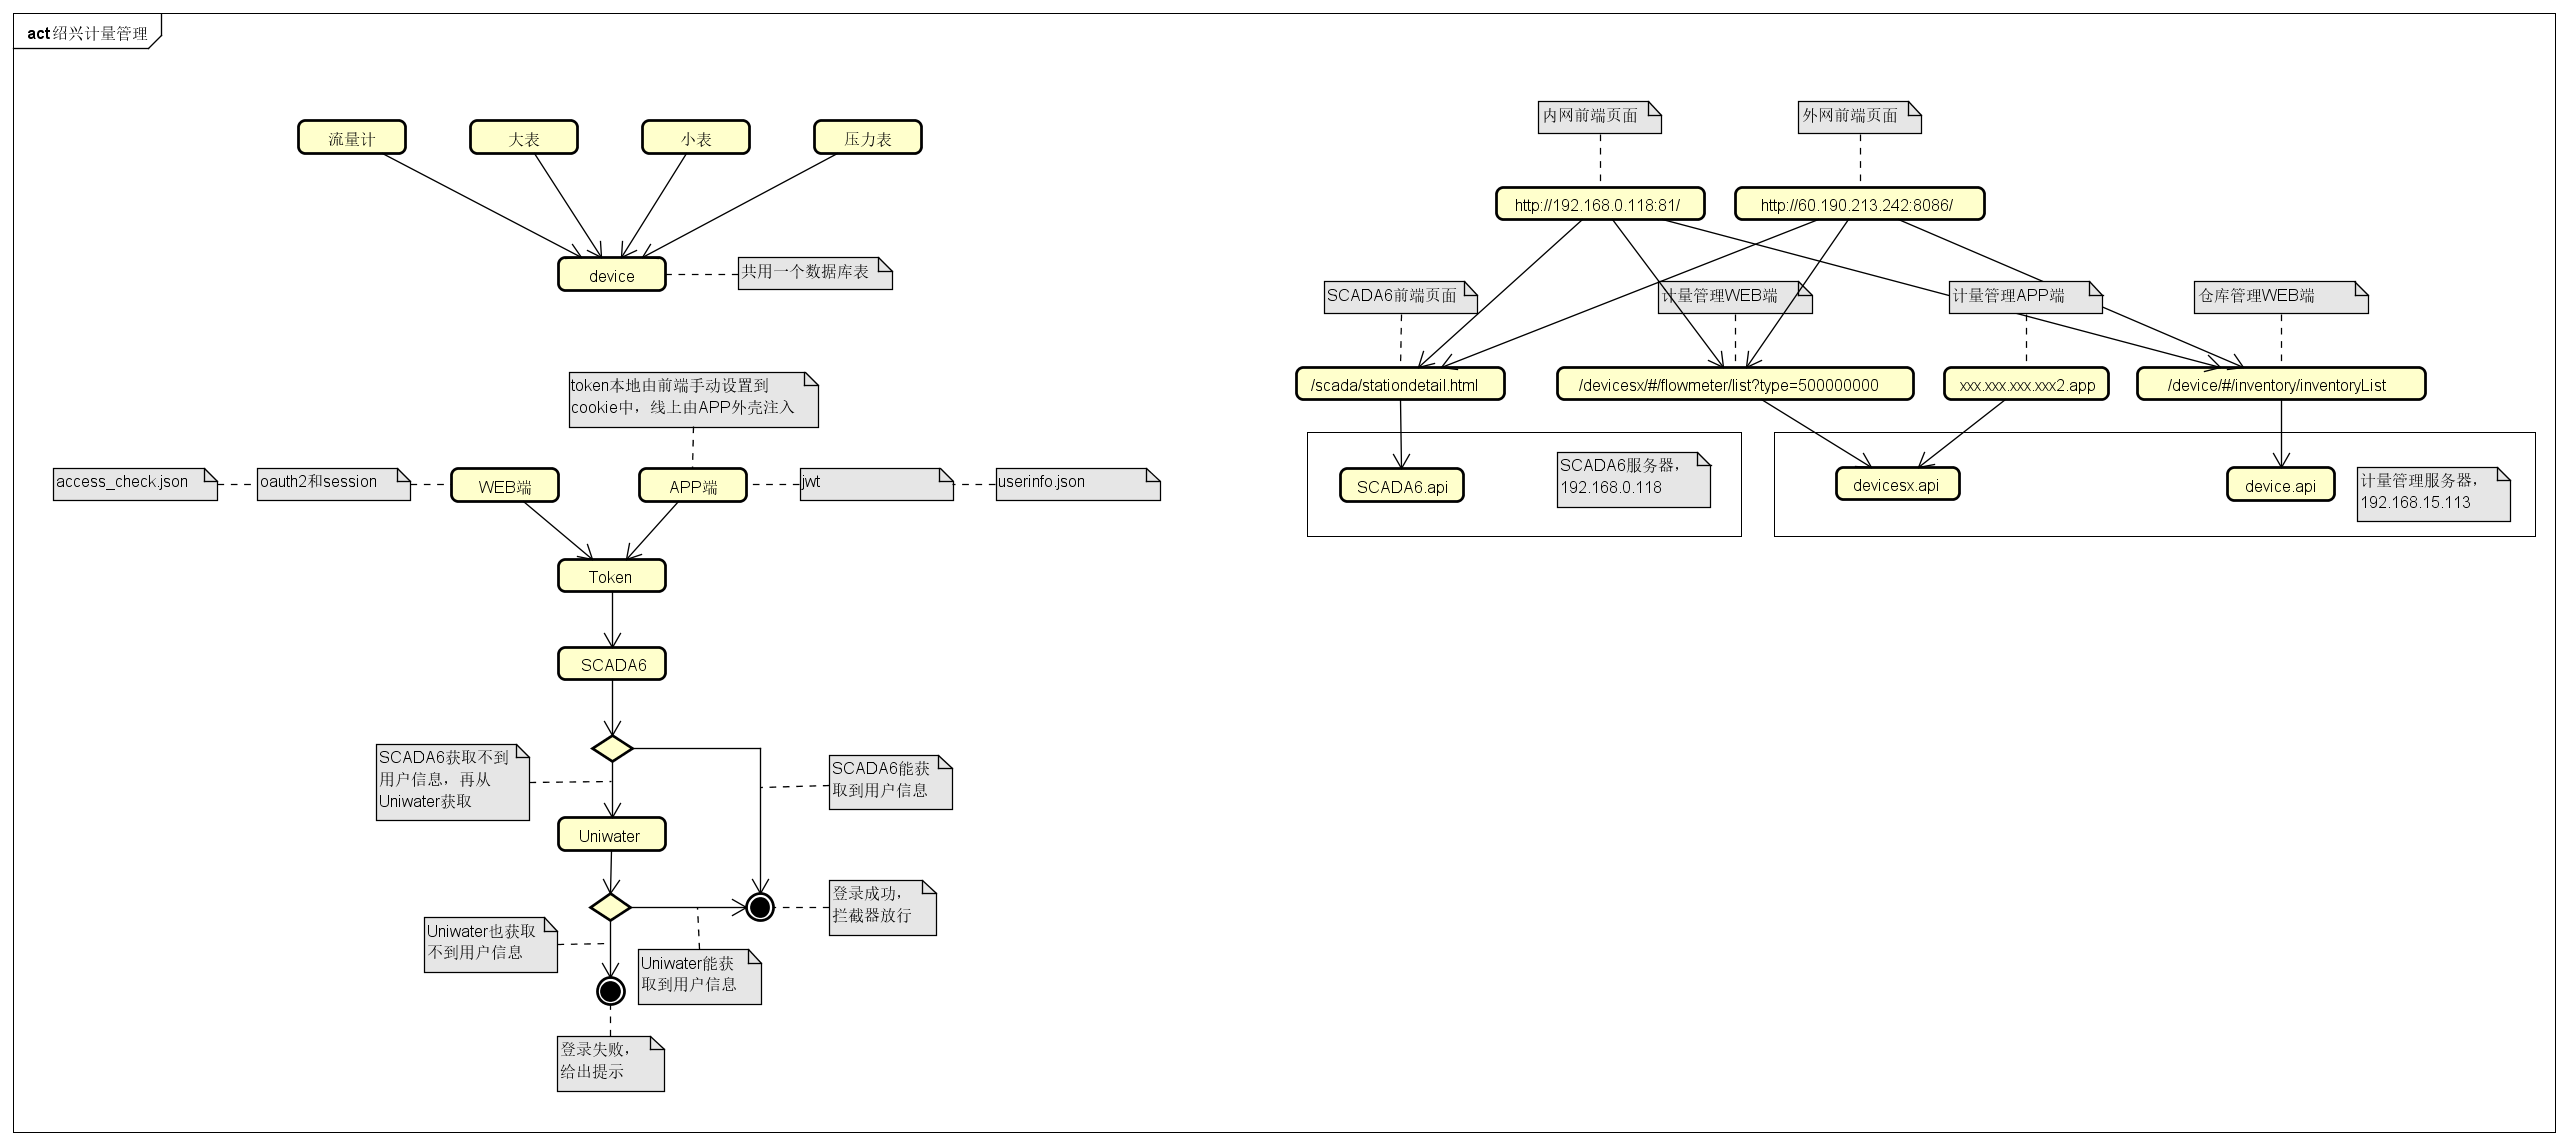 act 绍兴计量管理
流量计
大表
小表
压力表
device
共用一个数据库表
token本地由前端手动设置到
cookie中，线上由APP外壳注入
access_check.json
oauth2和session
WEB端
APP端
jwt
userinfo.json
Token
SCADA6
SCADA6获取不到
用户信息，再从
Uniwater获取
SCADA6能获
取到用户信息
Uniwater
登录成功，
拦截器放行
Uniwater也获取
不到用户信息
Uniwater能获
取到用户信息
登录失败，
给出提示
内网前端页面
外网前端页面
http://192.168.0.118:81/
http://60.190.213.242:8086/
SCADA6前端页面
计量管理WEB端
计量管理APP端
仓库管理WEB端
/scada/stationdetail.html
/devicesx/#/flowmeter/list?type=500000000
xxx.xxx.xxx.xxx2.app
/device/#/inventory/inventoryList
SCADA6.api
SCADA6服务器，
192.168.0.118
devicesx.api
device.api
计量管理服务器，
192.168.15.113